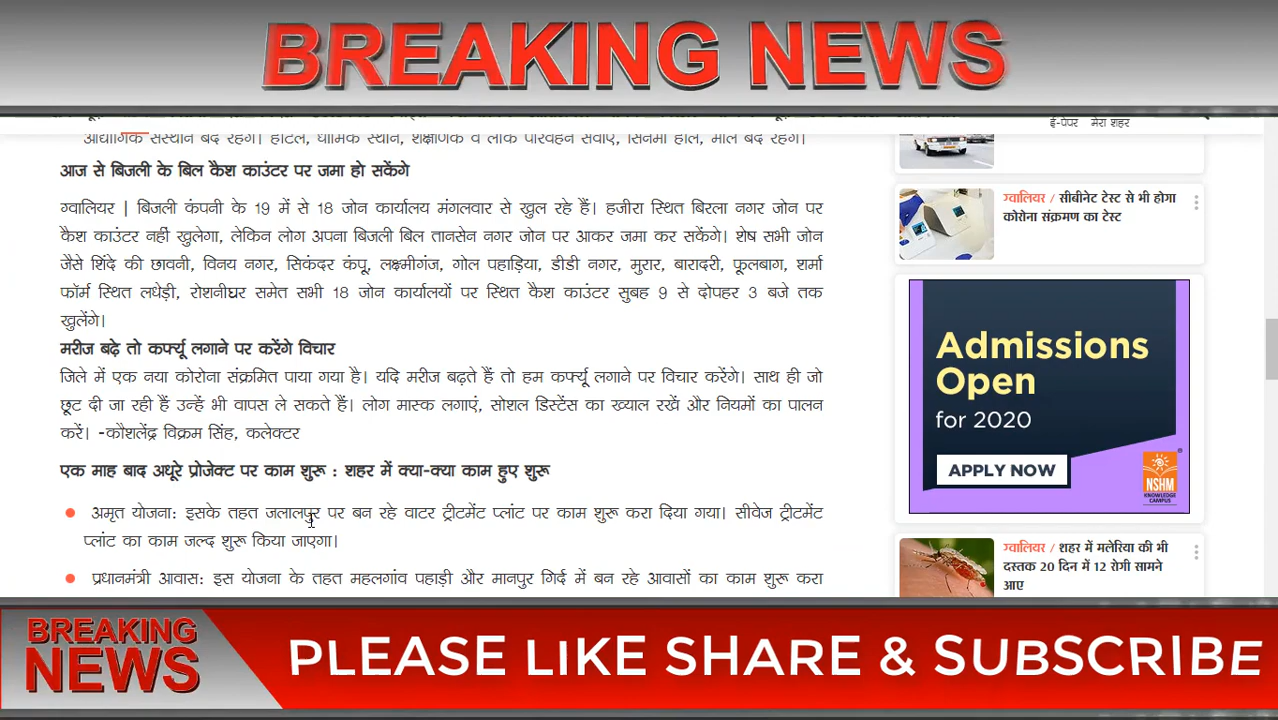 BREAKING NEWS
औद्योगिक संस्थान बंद रहेंगे। होटल, धार्मिक स्थान, शैक्षणिक व लोक परिवहन सेवाएं, सिनेमा हॉल, मॉल बंद रहेंगे।
ई-पेपर मेरा शहर
आज से बिजली के बिल कैश काउंटर पर जमा हो सकेंगे
ग्वालियर | बिजली कंपनी के 19 में से 18 जोन कार्यालय मंगलवार से खुल रहे हैं। हजीरा स्थित बिरला नगर जोन पर
कैश काउंटर नहीं खुलेगा, लेकिन लोग अपना बिजली बिल तानसेन नगर जोन पर आकर जमा कर सकेंगे। शेष सभी जोन
जैसे शिंदे की छावनी, विनय नगर, सिकंदर कंपू, लक्ष्मीगंज, गोल पहाड़िया, डीडी नगर, मुरार, बारादरी, फूलबाग, शर्मा
फॉर्म स्थित लधेड़ी, रोशनीघर समेत सभी 18 जोन कार्यालयों पर स्थित कैश काउंटर सुबह 9 से दोपहर 3 बजे तक
खुलेंगे।
मरीज बढ़े तो कर्फ्यू लगाने पर करेंगे विचार
जिले में एक नया कोरोना संक्रमित पाया गया है। यदि मरीज बढ़ते हैं तो हम कर्फ्यू लगाने पर विचार करेंगे। साथ ही जो
छूट दी जा रही हैं उन्हें भी वापस ले सकते हैं। लोग मास्क लगाएं, सोशल डिस्टेंस का ख्याल रखें और नियमों का पालन
करें। -कौशलेंद्र विक्रम सिंह, कलेक्टर
एक माह बाद अधूरे प्रोजेक्ट पर काम शुरू : शहर में क्या-क्या काम हुए शुरू
अमृत योजना: इसके तहत जलालपुर पर बन रहे वाटर ट्रीटमेंट प्लांट पर काम शुरू करा दिया गया। सीवेज ट्रीटमेंट
प्लांट का काम जल्द शुरू किया जाएगा।
प्रधानमंत्री आवास: इस योजना के तहत महलगांव पहाड़ी और मानपुर गिर्द में बन रहे आवासों का काम शुरू करा
ग्वालियर / सीबीनेट टेस्ट से भी होगा
कोरोना संक्रमण का टेस्ट
Admissions
Open
for 2020
APPLY NOW
NSHM
KNOWLEDGE
CAMPUS
ग्वालियर / शहर में मलेरिया की भी
दस्तक 20 दिन में 12 रोगी सामने
आए
BREAKING
NEWS
PLEASE LIKE SHARE & SUBSCRIBE